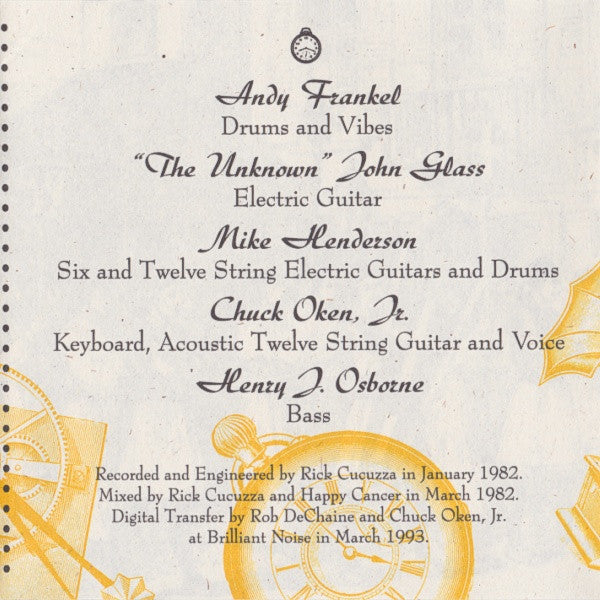 Andy Frankel
Drums and Vibes
“The Unknown” John Glass
Electric Guitar
Mike Henderson
Six and Twelve String Electric Guitars and Drums
Chuck Oken, Jr.
Keyboard, Acoustic Twelve String Guitar and Voice
Henry J. Osborne
Bass
Recorded and Engineered by Rick Cucuzza in January 1982.
Mixed by Rick Cucuzza and Happy Cancer in March 1982.
Digital Transfer by Rob DeChaine and Chuck Oken, Jr.
at Brilliant Noise in March 1993.